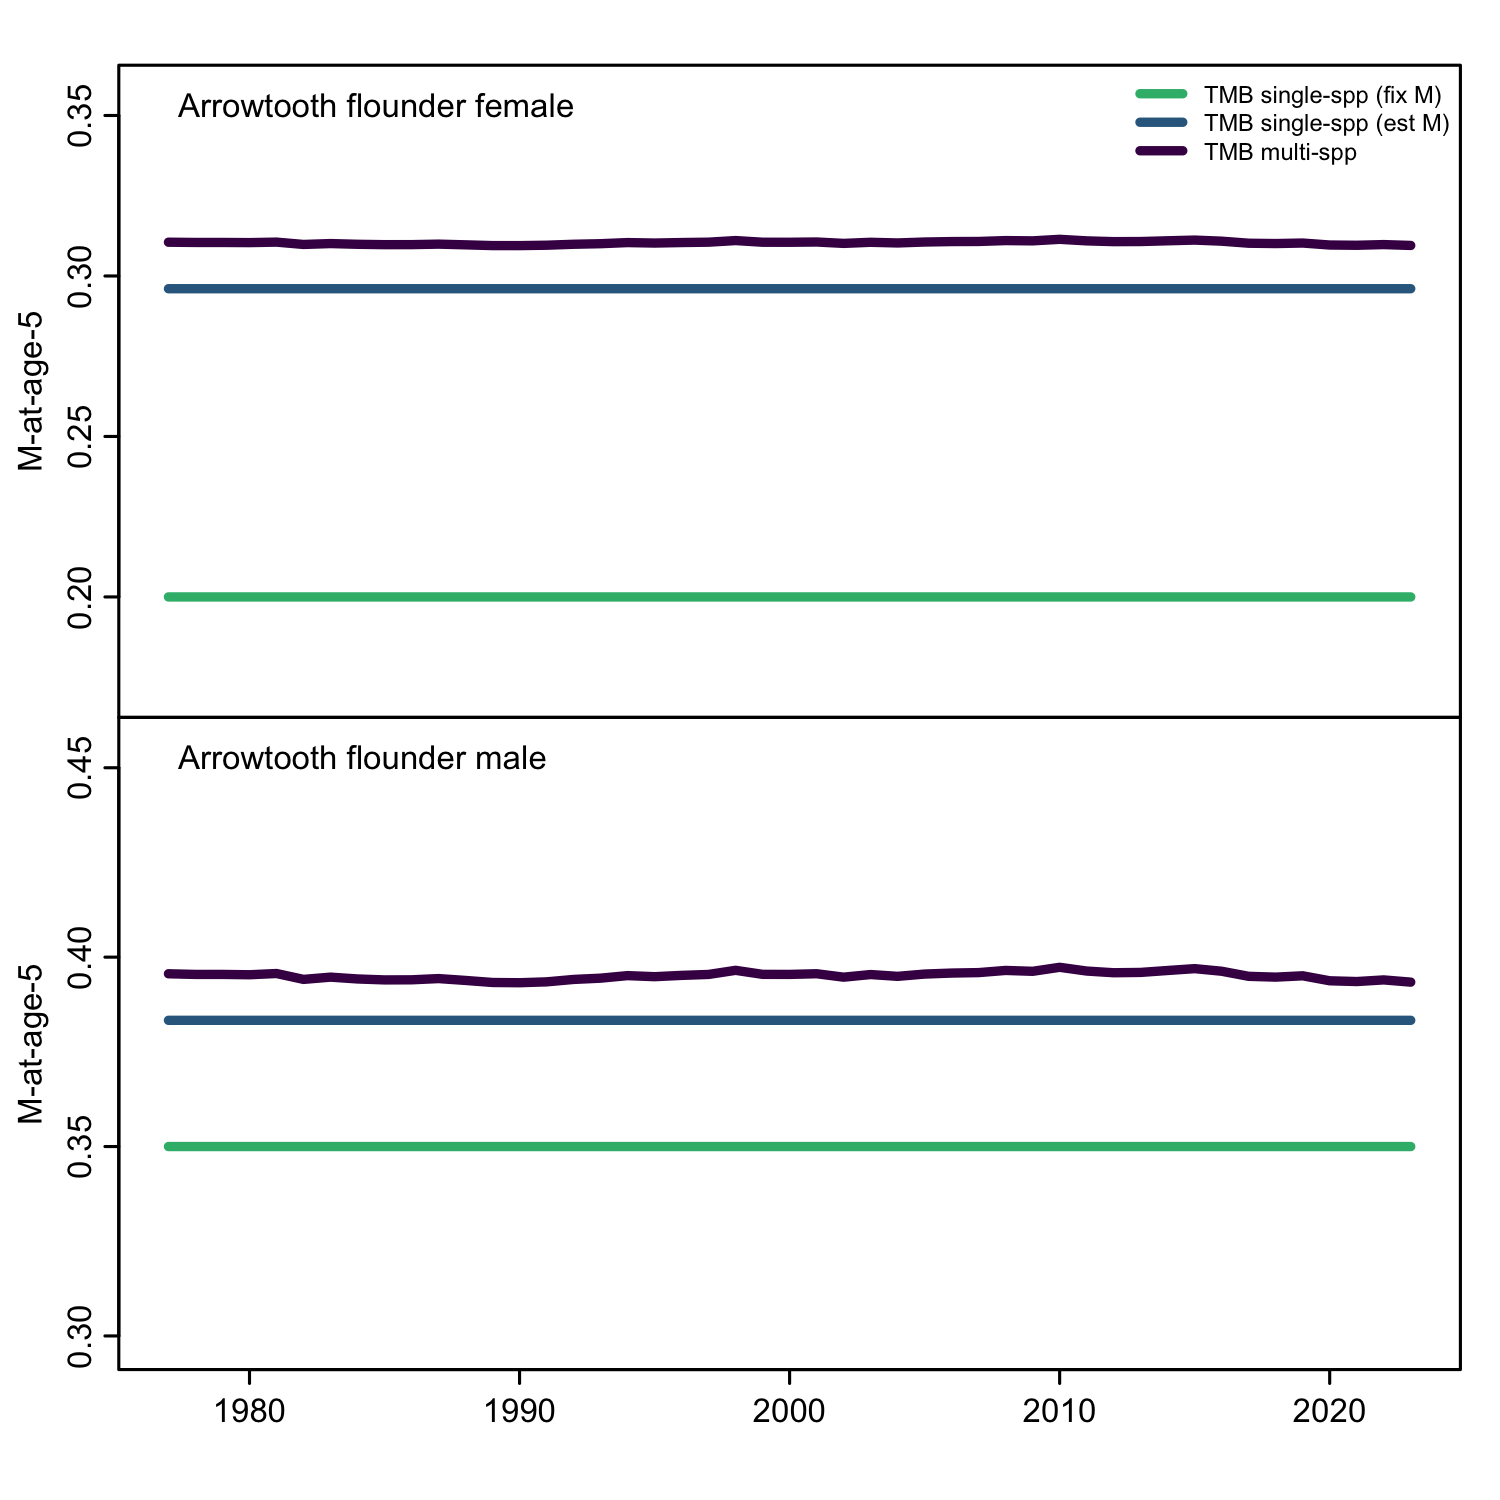 Arrowtooth flounder female
TMB single-spp (fix M)
TMB single-spp (est M)
TMB multi-spp
M-at-age-5
0.35
0.30
0.25
0.20
Arrowtooth flounder male
M-at-age-5
0.45
0.40
0.35
0.30
1980 1990 2000 2010 2020